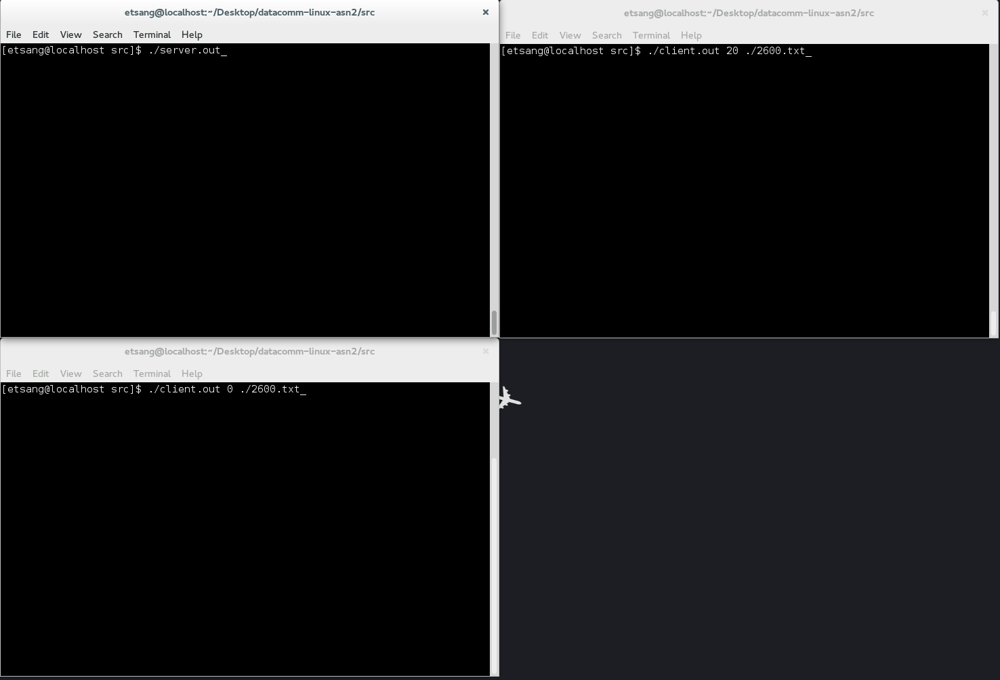 etsang@localhost:~/Desktop/datacomm-linux-asn2/src ×
File Edit View Search Terminal Help
[etsang@localhost src]$ ./server.out_
etsang@localhost:~/Desktop/datacomm-linux-asn2/src ×
File Edit View Search Terminal Help
[etsang@localhost src]$ ./client.out 20 ./2600.txt_
etsang@localhost:~/Desktop/datacomm-linux-asn2/src ×
File Edit View Search Terminal Help
[etsang@localhost src]$ ./client.out 0 ./2600.txt_